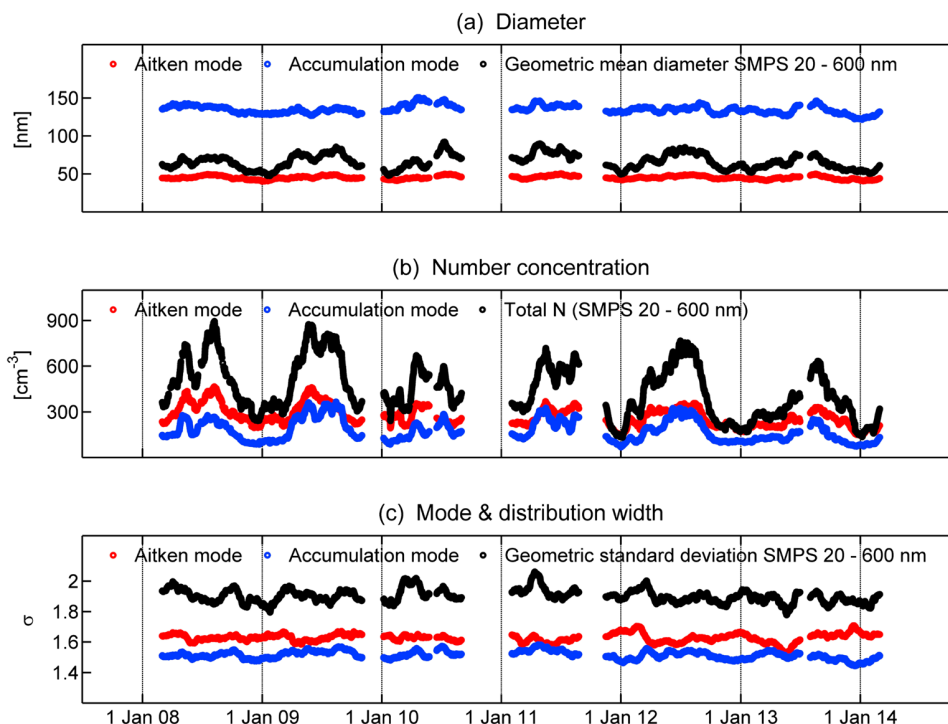 (a) Diameter
Aitken mode Accumulation mode Geometric mean diameter SMPS 20 - 600 nm
150
100
50
[nm]
(b) Number concentration
Aitken mode Accumulation mode Total N (SMPS 20 - 600 nm)
900
600
300
[cm-3]
(c) Mode & distribution width
Aitken mode Accumulation mode Geometric standard deviation SMPS 20 - 600 nm
2
1.8
1.6
1.4
σ
1 Jan 08 1 Jan 09 1 Jan 10 1 Jan 11 1 Jan 12 1 Jan 13 1 Jan 14